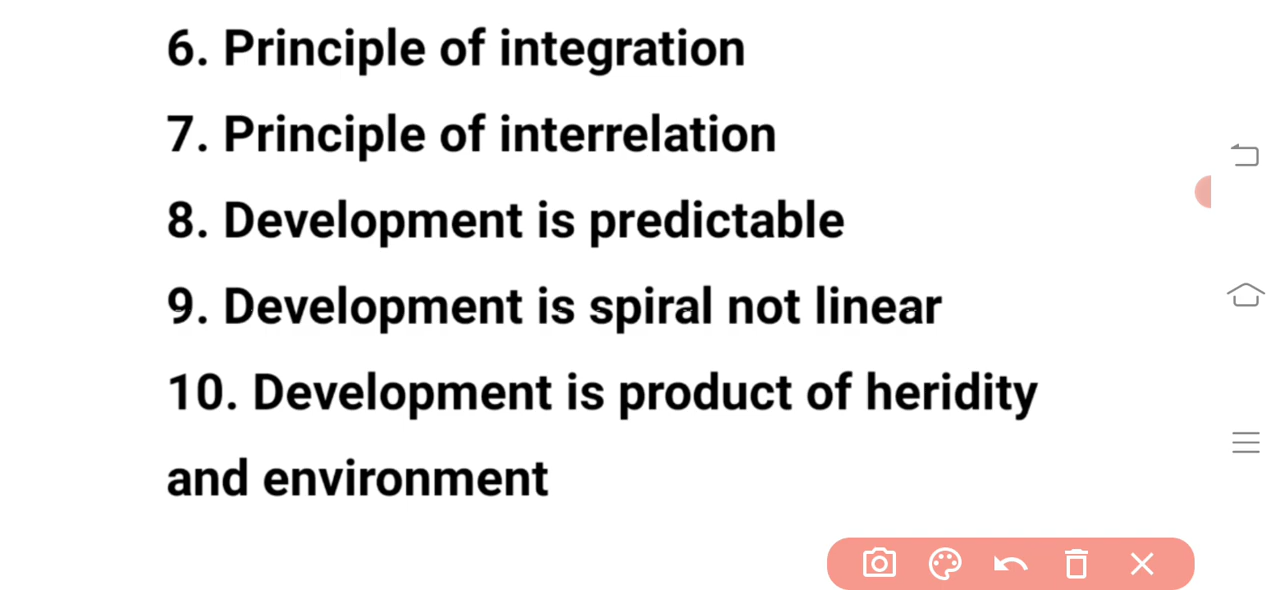 6. Principle of integration
7. Principle of interrelation
8. Development is predictable
9. Development is spiral not linear
10. Development is product of heridity
and environment